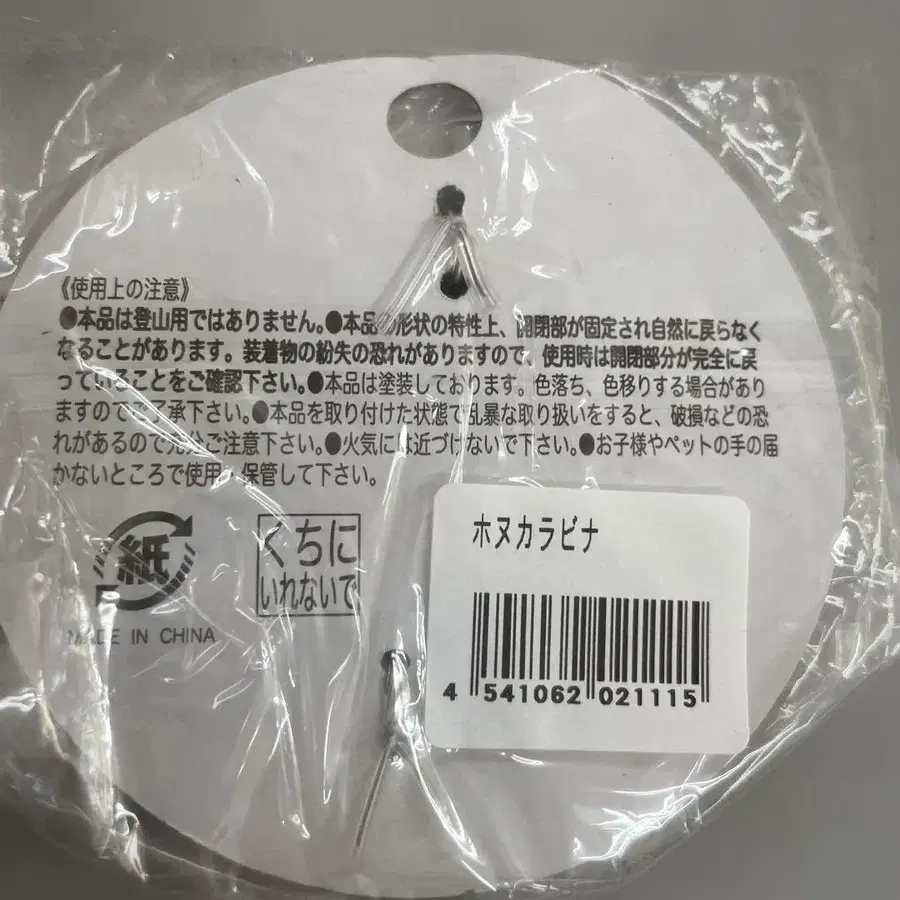 《使用上の注意》
●本品は登山用ではありません。●本品の形状の特性上、開閉部が固定され自然に戻らなく
なることがあります。装着物の紛失の恐れがありますので、使用時は開閉部分が完全に戻
っていることをご確認下さい。●本品は塗装しております。色落ち、色移りする場合があり
ますのでご了承下さい。●本品を取り付けた状態で乱暴な取り扱いをすると、破損などの恐
れがあるので充分ご注意下さい。●火気には近づけないで下さい。●お子様やペットの手の届
かないところで使用・保管して下さい。
紙
くちに
いれないで
MADE IN CHINA
ホヌカラビナ
4 541062 021115